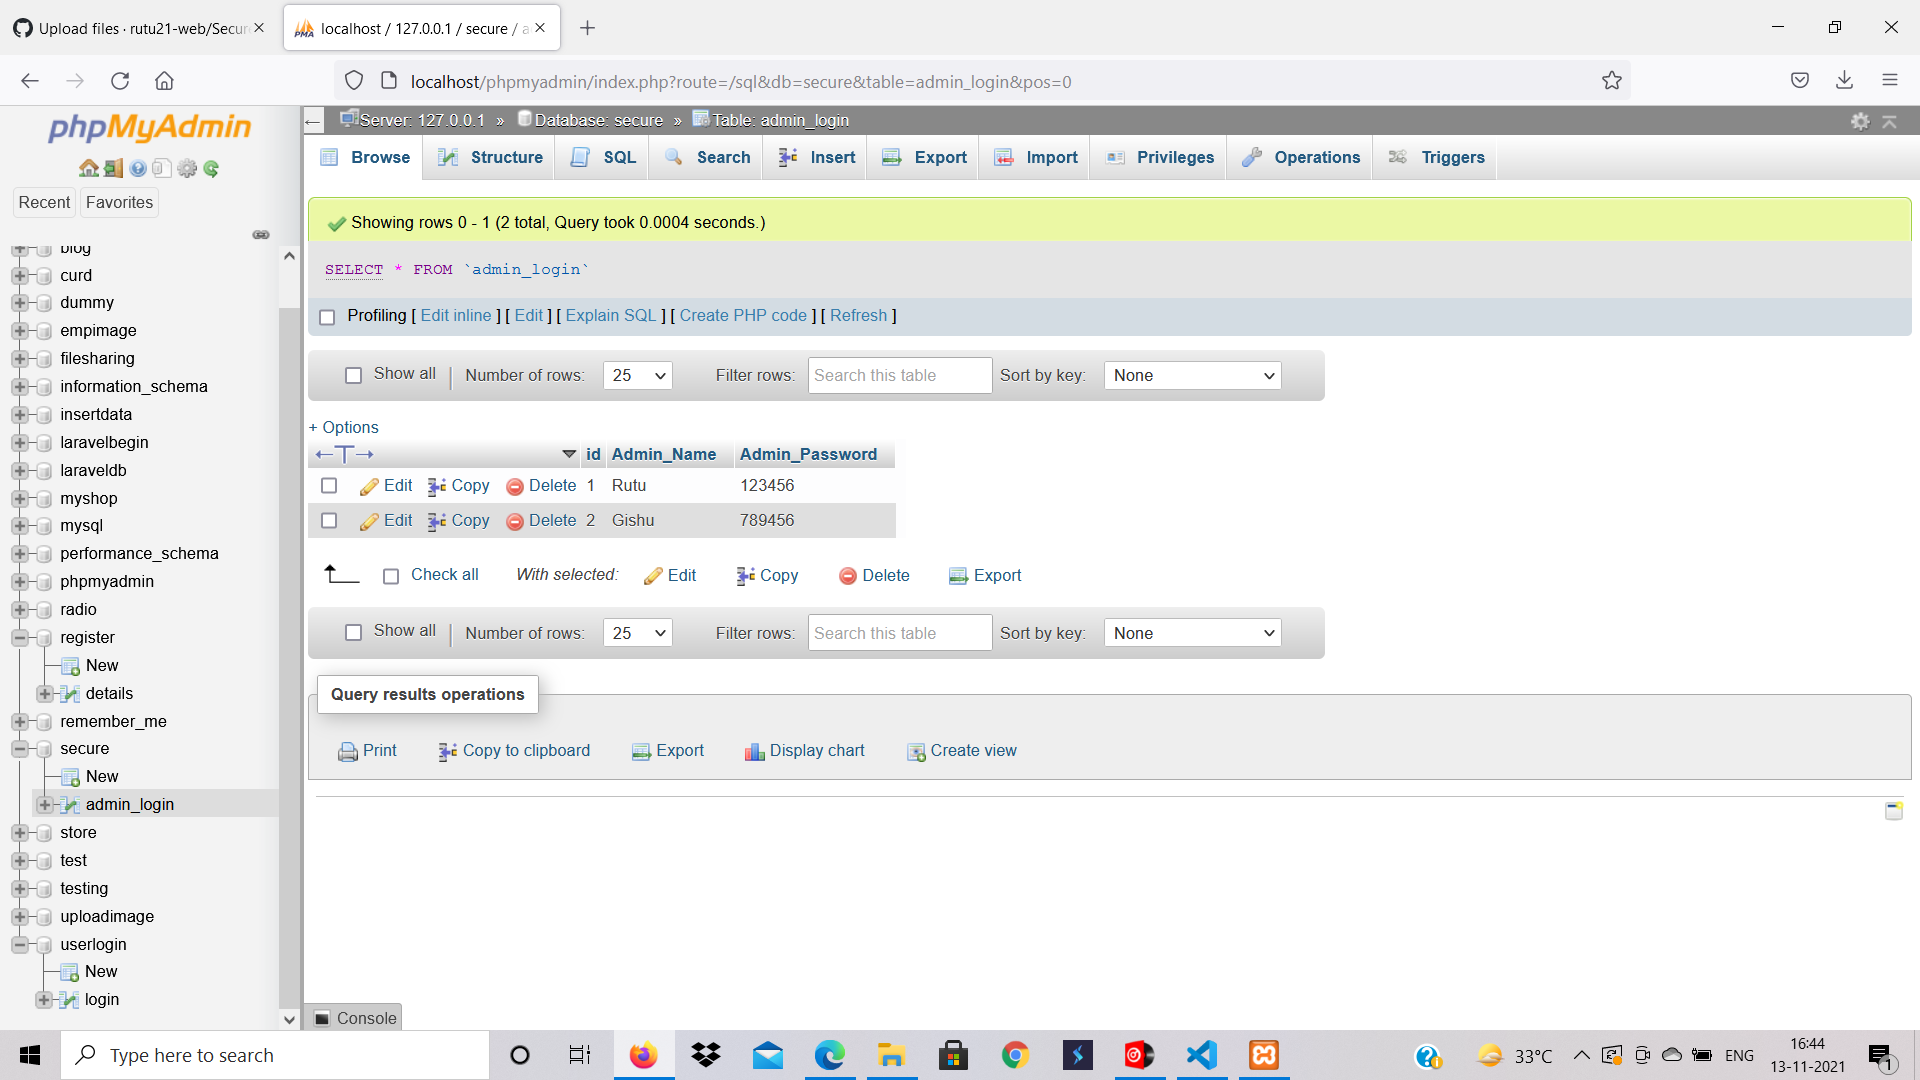 Upload files · rutu21-web/Secur
localhost / 127.0.0.1 / secure / a
localhost/phpmyadmin/index.php?route=/sql&db=secure&table=admin_login&pos=0
phpMyAdmin
Recent Favorites
blog
curd
dummy
empimage
filesharing
information_schema
insertdata
laravelbegin
laraveldb
myshop
mysql
performance_schema
phpmyadmin
radio
register
New
details
remember_me
secure
New
admin_login
store
test
testing
uploadimage
userlogin
New
login
Server: 127.0.0.1 » Database: secure » Table: admin_login
Browse Structure SQL Search Insert Export Import Privileges Operations Triggers
Showing rows 0 - 1 (2 total, Query took 0.0004 seconds.)
SELECT * FROM `admin_login`
Profiling [ Edit inline ] [ Edit ] [ Explain SQL ] [ Create PHP code ] [ Refresh ]
Show all | Number of rows: 25 Filter rows: Search this table Sort by key: None
+ Options
←T→ id Admin_Name Admin_Password
Edit Copy Delete 1 Rutu 123456
Edit Copy Delete 2 Gishu 789456
Check all With selected: Edit Copy Delete Export
Show all | Number of rows: 25 Filter rows: Search this table Sort by key: None
Query results operations
Print Copy to clipboard Export Display chart Create view
Console
Type here to search
33°C ENG
16:44
13-11-2021
1